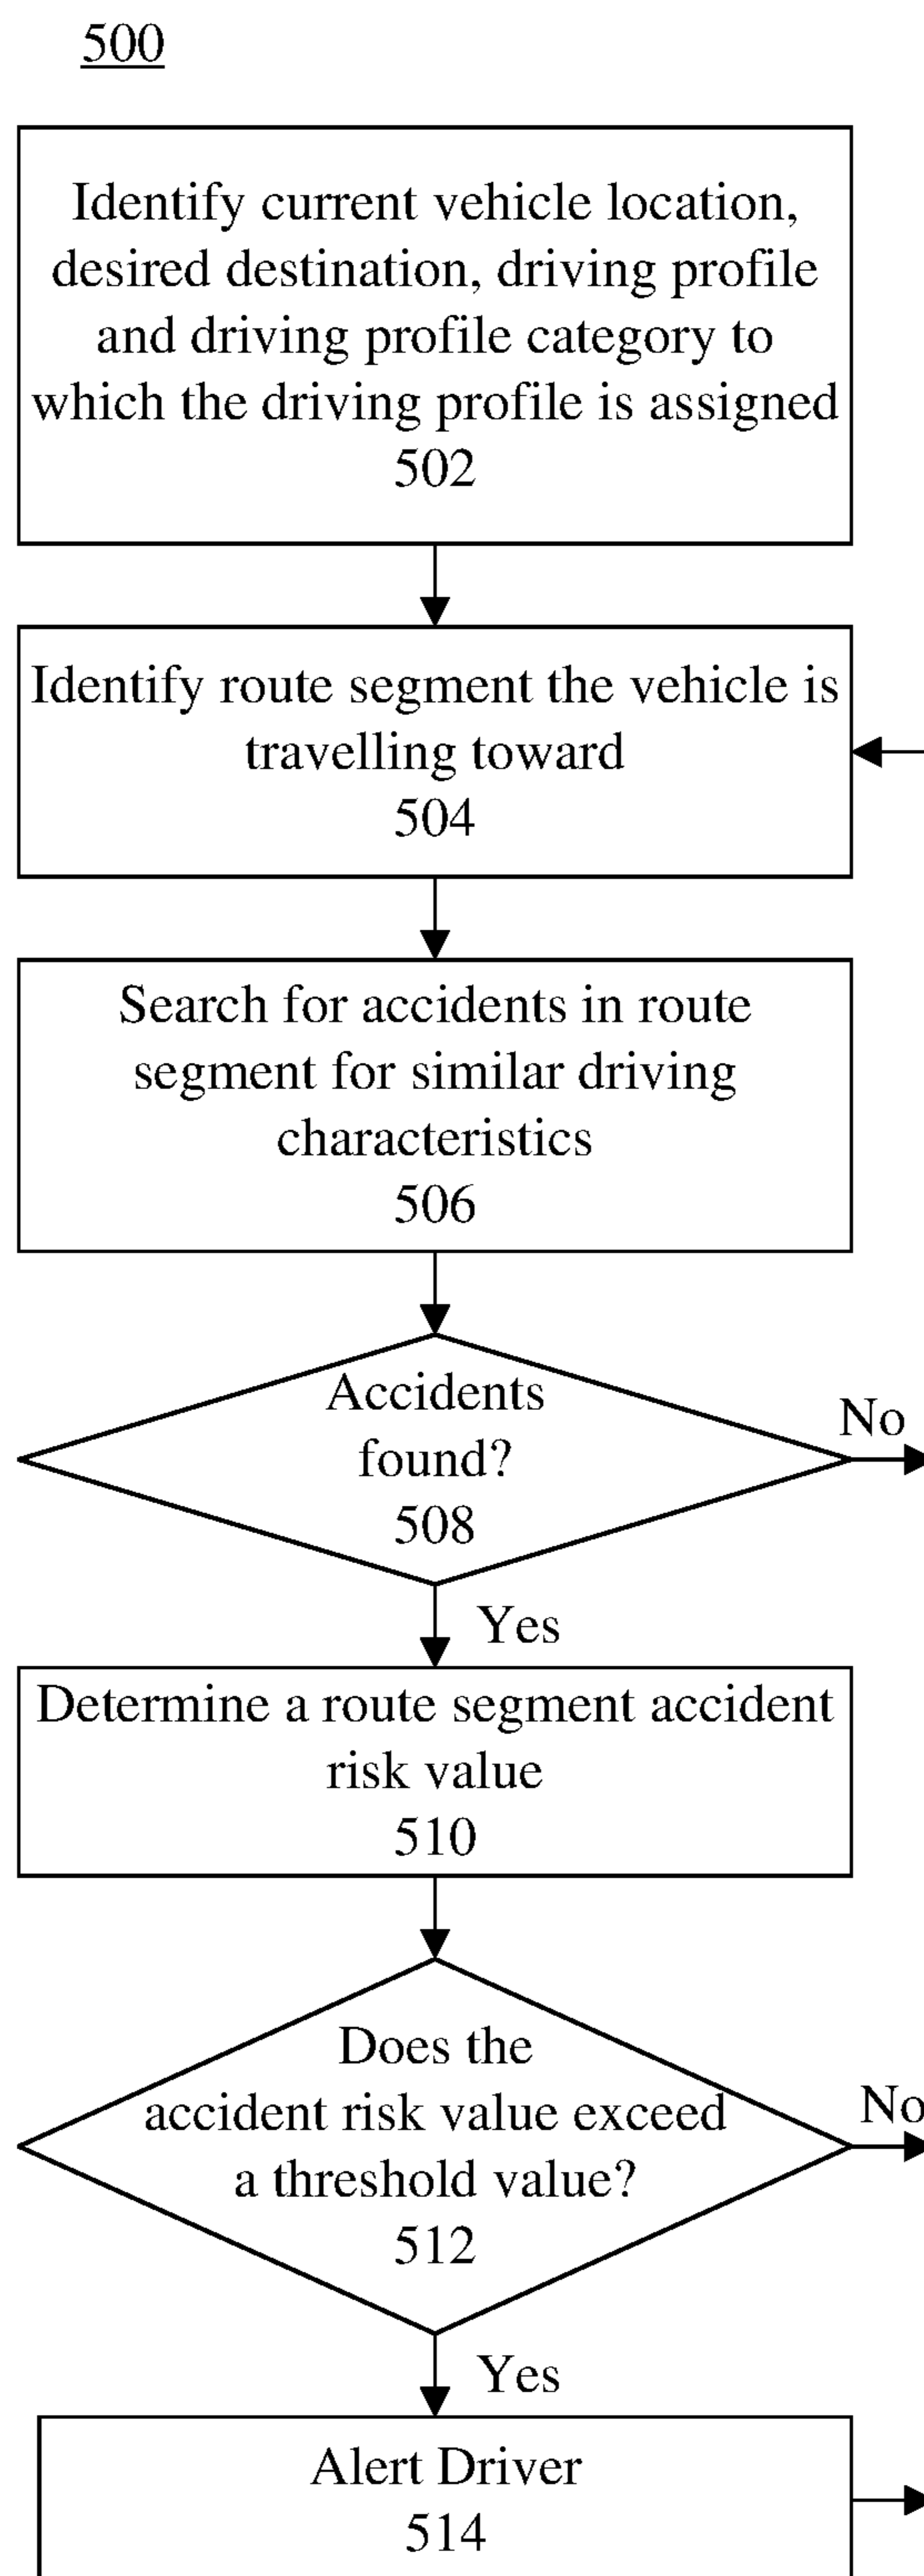 500
Identify current vehicle location,
desired destination, driving profile
and driving profile category to
which the driving profile is assigned
502
Identify route segment the vehicle is
travelling toward
504
Search for accidents in route
segment for similar driving
characteristics
506
Accidents
found?
508
No
Yes
Determine a route segment accident
risk value
510
Does the
accident risk value exceed
a threshold value?
512
No
Yes
Alert Driver
514